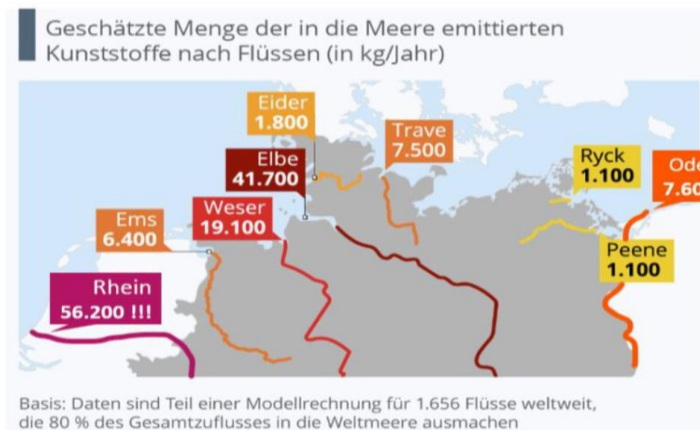 Geschätzte Menge der in die Meere emittierten
Kunststoffe nach Flüssen (in kg/Jahr)
Eider
1.800
Trave
7.500
Elbe
41.700
Ryck
1.100
Ems
6.400
Weser
19.100
Peene
1.100
Rhein
56.200 !!!
Basis: Daten sind Teil einer Modellrechnung für 1.656 Flüsse weltweit,
die 80 % des Gesamtzuflusses in die Weltmeere ausmachen